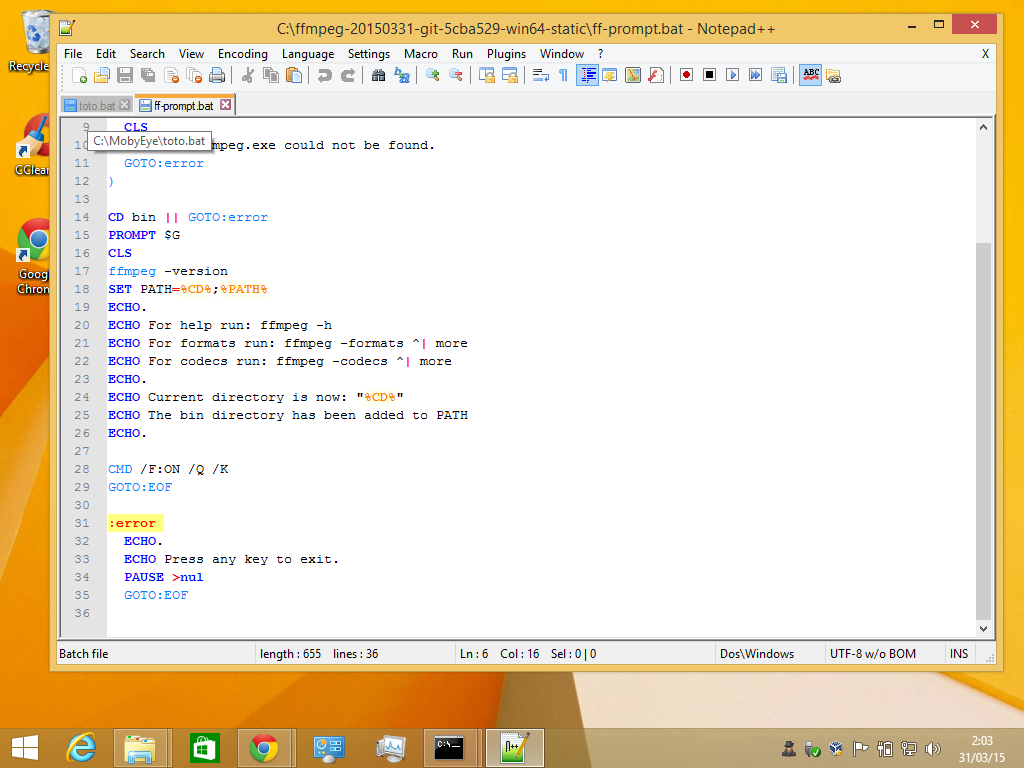 C:\ffmpeg-20150331-git-5cba529-win64-static\ff-prompt.bat - Notepad++
File Edit Search View Encoding Language Settings Macro Run Plugins Window ? X
toto.bat ff-prompt.bat
C:\MobyEye\toto.bat
9 CLS
10 mpeg.exe could not be found.
11 GOTO:error
12 )
13
14 CD bin || GOTO:error
15 PROMPT $G
16 CLS
17 ffmpeg -version
18 SET PATH=%CD%;%PATH%
19 ECHO.
20 ECHO For help run: ffmpeg -h
21 ECHO For formats run: ffmpeg -formats ^| more
22 ECHO For codecs run: ffmpeg -codecs ^| more
23 ECHO.
24 ECHO Current directory is now: "%CD%"
25 ECHO The bin directory has been added to PATH
26 ECHO.
27
28 CMD /F:ON /Q /K
29 GOTO:EOF
30
31 :error
32 ECHO.
33 ECHO Press any key to exit.
34 PAUSE >nul
35 GOTO:EOF
36
Batch file length : 655 lines : 36 Ln : 6 Col : 16 Sel : 0 | 0 Dos\Windows UTF-8 w/o BOM INS
Recycle
CClean
Goog
Chron
2:03
31/03/15